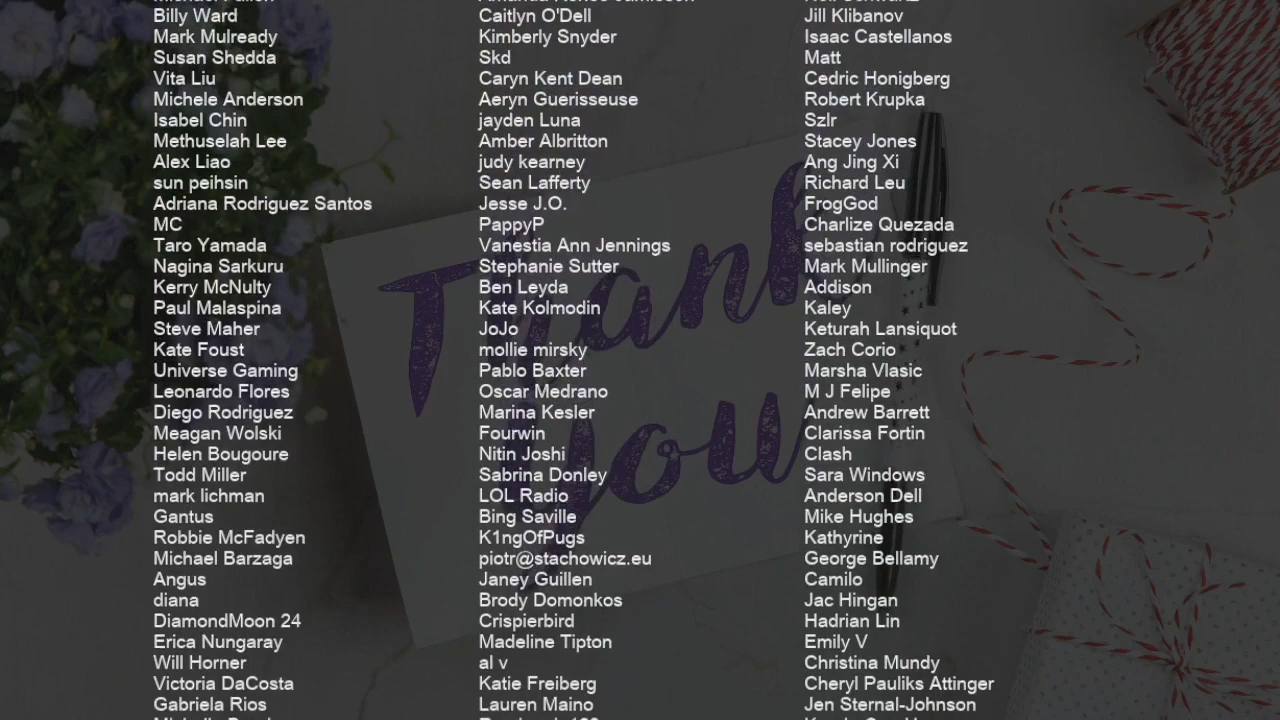 Billy Ward
Mark Mulready
Susan Shedda
Vita Liu
Michele Anderson
Isabel Chin
Methuselah Lee
Alex Liao
sun peihsin
Adriana Rodriguez Santos
MC
Taro Yamada
Nagina Sarkuru
Kerry McNulty
Paul Malaspina
Steve Maher
Kate Foust
Universe Gaming
Leonardo Flores
Diego Rodriguez
Meagan Wolski
Helen Bougoure
Todd Miller
mark lichman
Gantus
Robbie McFadyen
Michael Barzaga
Angus
diana
DiamondMoon 24
Erica Nungaray
Will Horner
Victoria DaCosta
Gabriela Rios
Caitlyn O'Dell
Kimberly Snyder
Skd
Caryn Kent Dean
Aeryn Guerisseuse
jayden Luna
Amber Albritton
judy kearney
Sean Lafferty
Jesse J.O.
PappyP
Vanestia Ann Jennings
Stephanie Sutter
Ben Leyda
Kate Kolmodin
JoJo
mollie mirsky
Pablo Baxter
Oscar Medrano
Marina Kesler
Fourwin
Nitin Joshi
Sabrina Donley
LOL Radio
Bing Saville
K1ngOfPugs
piotr@stachowicz.eu
Janey Guillen
Brody Domonkos
Crispierbird
Madeline Tipton
al v
Katie Freiberg
Lauren Maino
Jill Klibanov
Isaac Castellanos
Matt
Cedric Honigberg
Robert Krupka
Szlr
Stacey Jones
Ang Jing Xi
Richard Leu
FrogGod
Charlize Quezada
sebastian rodriguez
Mark Mullinger
Addison
Kaley
Keturah Lansiquot
Zach Corio
Marsha Vlasic
M J Felipe
Andrew Barrett
Clarissa Fortin
Clash
Sara Windows
Anderson Dell
Mike Hughes
Kathyrine
George Bellamy
Camilo
Jac Hingan
Hadrian Lin
Emily V
Christina Mundy
Cheryl Pauliks Attinger
Jen Sternal-Johnson
Thank
You